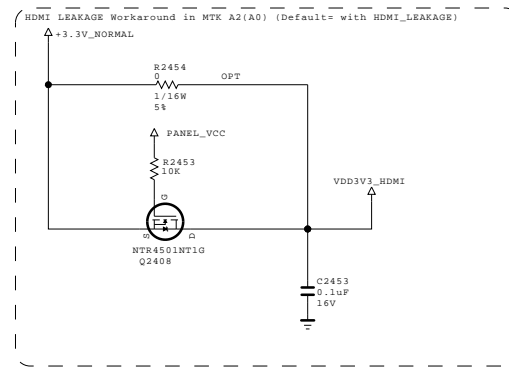 HDMI LEAKAGE Workaround in MTK A2(A0) (Default= with HDMI_LEAKAGE)
+3.3V_NORMAL
R2454
0
OPT
1/16W
5%
PANEL_VCC
R2453
10K
VDD3V3_HDMI
G
S
D
NTR4501NT1G
Q2408
C2453
0.1uF
16V